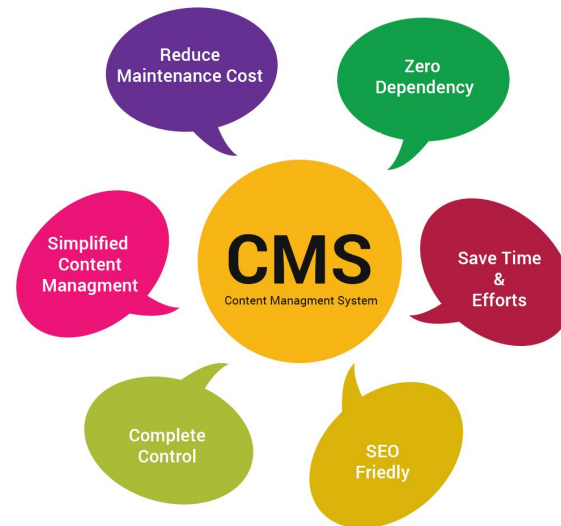 Reduce
Maintenance Cost
Zero
Dependency
Simplified
Content
Managment
CMS
Content Managment System
Save Time
&
Efforts
Complete
Control
SEO
Friedly